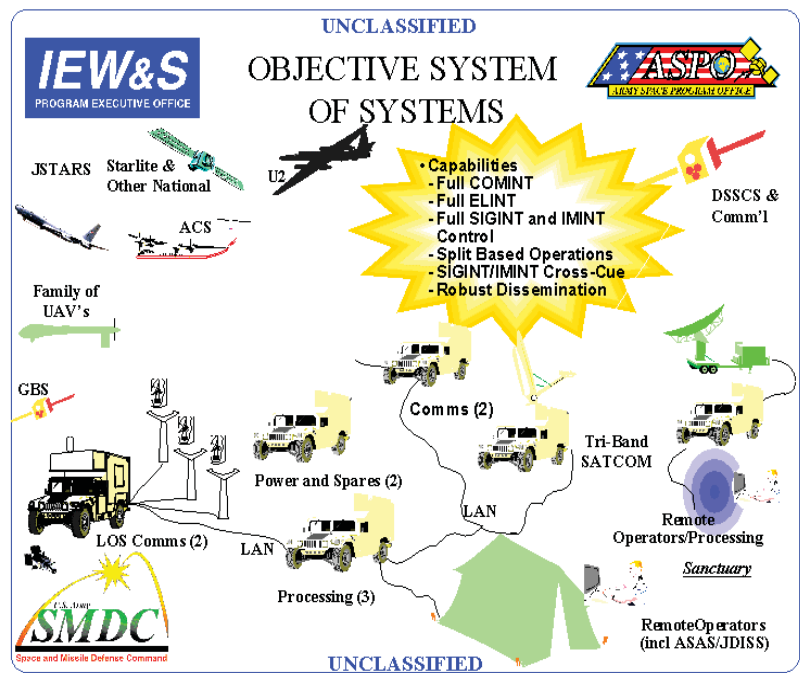 UNCLASSIFIED
IEW&S
PROGRAM EXECUTIVE OFFICE
OBJECTIVE SYSTEM
OF SYSTEMS
ASPO
ARMY SPACE PROGRAM OFFICE
JSTARS
Starlite &
Other National
U2
• Capabilities
- Full COMINT
- Full ELINT
- Full SIGINT and IMINT
Control
- Split Based Operations
- SIGINT/IMINT Cross-Cue
- Robust Dissemination
DSSCS &
Comm'l
ACS
Family of
UAV's
GBS
Comms (2)
Tri-Band
SATCOM
Power and Spares (2)
LAN
LOS Comms (2)
LAN
Remote
Operators/Processing
Sanctuary
Processing (3)
RemoteOperators
(incl ASAS/JDISS)
U.S. Army
SMDC
Space and Missile Defense Command
UNCLASSIFIED